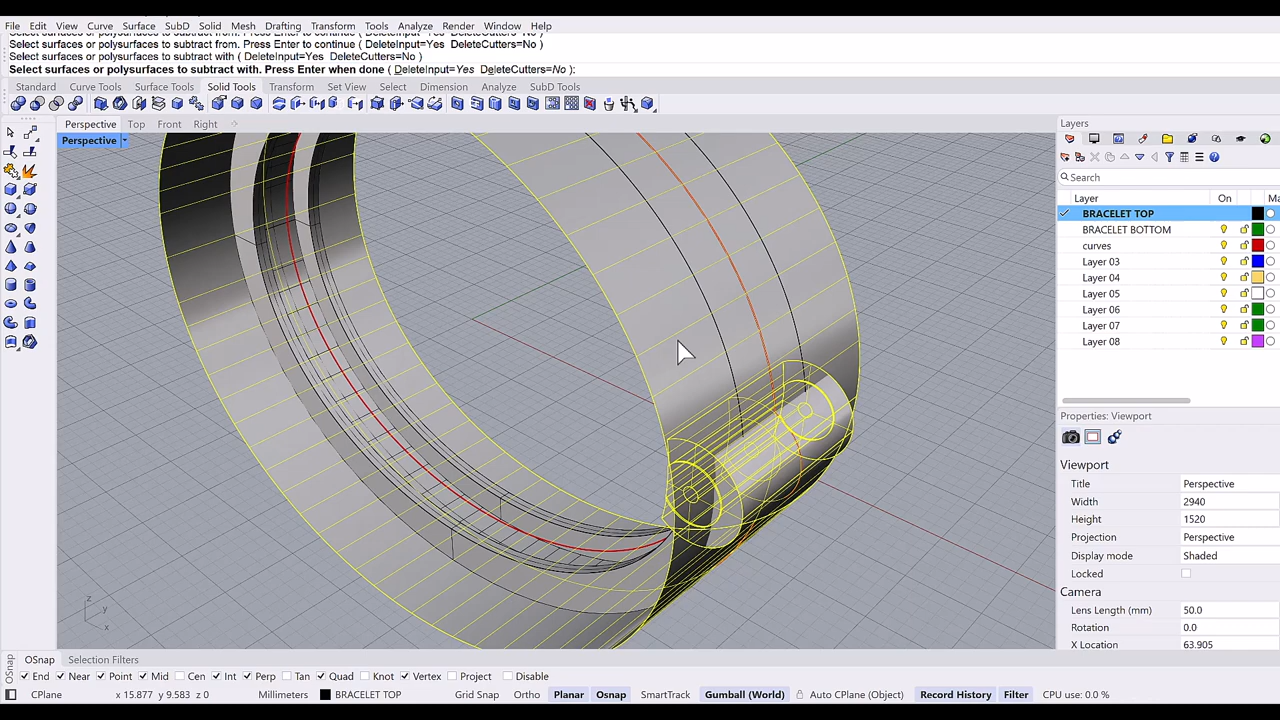 File Edit View Curve Surface SubD Solid Mesh Drafting Transform Tools Analyze Render Window Help
Select surfaces or polysurfaces to subtract from. Press Enter to continue ( DeleteInput=Yes DeleteCutters=No )
Select surfaces or polysurfaces to subtract with ( DeleteInput=Yes DeleteCutters=No )
Select surfaces or polysurfaces to subtract with. Press Enter when done ( DeleteInput=Yes DeleteCutters=No ):
Standard Curve Tools Surface Tools Solid Tools Transform Set View Select Dimension Analyze SubD Tools
Perspective Top Front Right
Perspective
Layers
Search
Layer On Ma
BRACELET TOP
BRACELET BOTTOM
curves
Layer 03
Layer 04
Layer 05
Layer 06
Layer 07
Layer 08
Properties: Viewport
Viewport
Title Perspective
Width 2940
Height 1520
Projection Perspective
Display mode Shaded
Locked
Camera
Lens Length (mm) 50.0
Rotation 0.0
X Location 63.905
z
y
x
OSnap
OSnap Selection Filters
End Near Point Mid Cen Int Perp Tan Quad Knot Vertex Project Disable
CPlane x 15.877 y 9.583 z 0 Millimeters BRACELET TOP Grid Snap Ortho Planar Osnap SmartTrack Gumball (World) Auto CPlane (Object) Record History Filter CPU use: 0.0 %